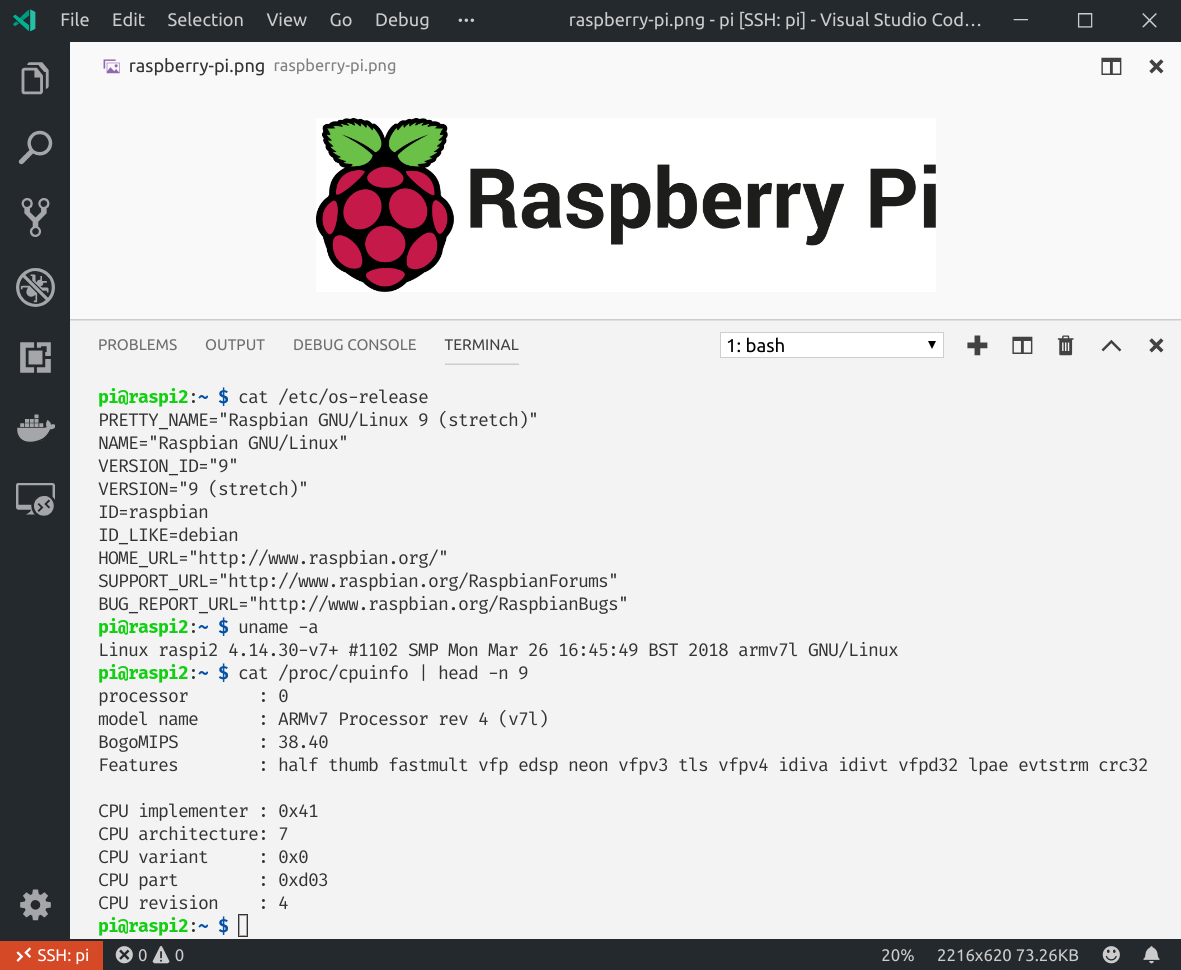 File Edit Selection View Go Debug ··· raspberry-pi.png - pi [SSH: pi] - Visual Studio Cod...
raspberry-pi.png raspberry-pi.png
Raspberry Pi
PROBLEMS OUTPUT DEBUG CONSOLE TERMINAL 1: bash
pi@raspi2:~ $ cat /etc/os-release
PRETTY_NAME="Raspbian GNU/Linux 9 (stretch)"
NAME="Raspbian GNU/Linux"
VERSION_ID="9"
VERSION="9 (stretch)"
ID=raspbian
ID_LIKE=debian
HOME_URL="http://www.raspbian.org/"
SUPPORT_URL="http://www.raspbian.org/RaspbianForums"
BUG_REPORT_URL="http://www.raspbian.org/RaspbianBugs"
pi@raspi2:~ $ uname -a
Linux raspi2 4.14.30-v7+ #1102 SMP Mon Mar 26 16:45:49 BST 2018 armv7l GNU/Linux
pi@raspi2:~ $ cat /proc/cpuinfo | head -n 9
processor : 0
model name : ARMv7 Processor rev 4 (v7l)
BogoMIPS : 38.40
Features : half thumb fastmult vfp edsp neon vfpv3 tls vfpv4 idiva idivt vfpd32 lpae evtstrm crc32
CPU implementer : 0x41
CPU architecture: 7
CPU variant : 0x0
CPU part : 0xd03
CPU revision : 4
pi@raspi2:~ $
SSH: pi 0 0 20% 2216x620 73.26KB